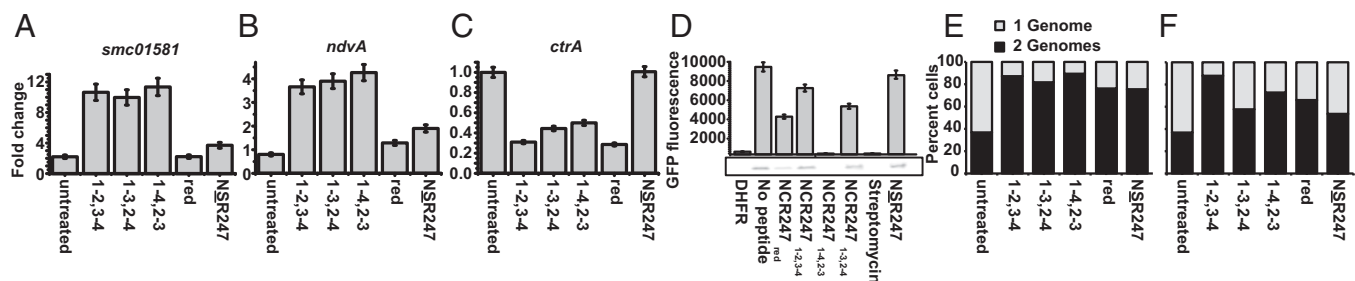 A
smc01581
Fold change
12
8
4
0
untreated
1-2,3-4
1-3,2-4
1-4,2-3
red
NSR247
B
ndvA
4
3
2
1
0
untreated
1-2,3-4
1-3,2-4
1-4,2-3
red
NSR247
C
ctrA
1.0
0.8
0.6
0.4
0.2
0.0
untreated
1-2,3-4
1-3,2-4
1-4,2-3
red
NSR247
D
GFP fluorescence
10000
8000
6000
4000
2000
DHFR
No peptide
NCR247 red
NCR247 1-2,3-4
NCR247 1-4,2-3
NCR247 1-3,2-4
Streptomycin
NSR247
E
1 Genome
2 Genomes
Percent cells
100
80
60
40
20
0
untreated
1-2,3-4
1-3,2-4
1-4,2-3
red
NSR247
F
untreated
1-2,3-4
1-3,2-4
1-4,2-3
red
NSR247